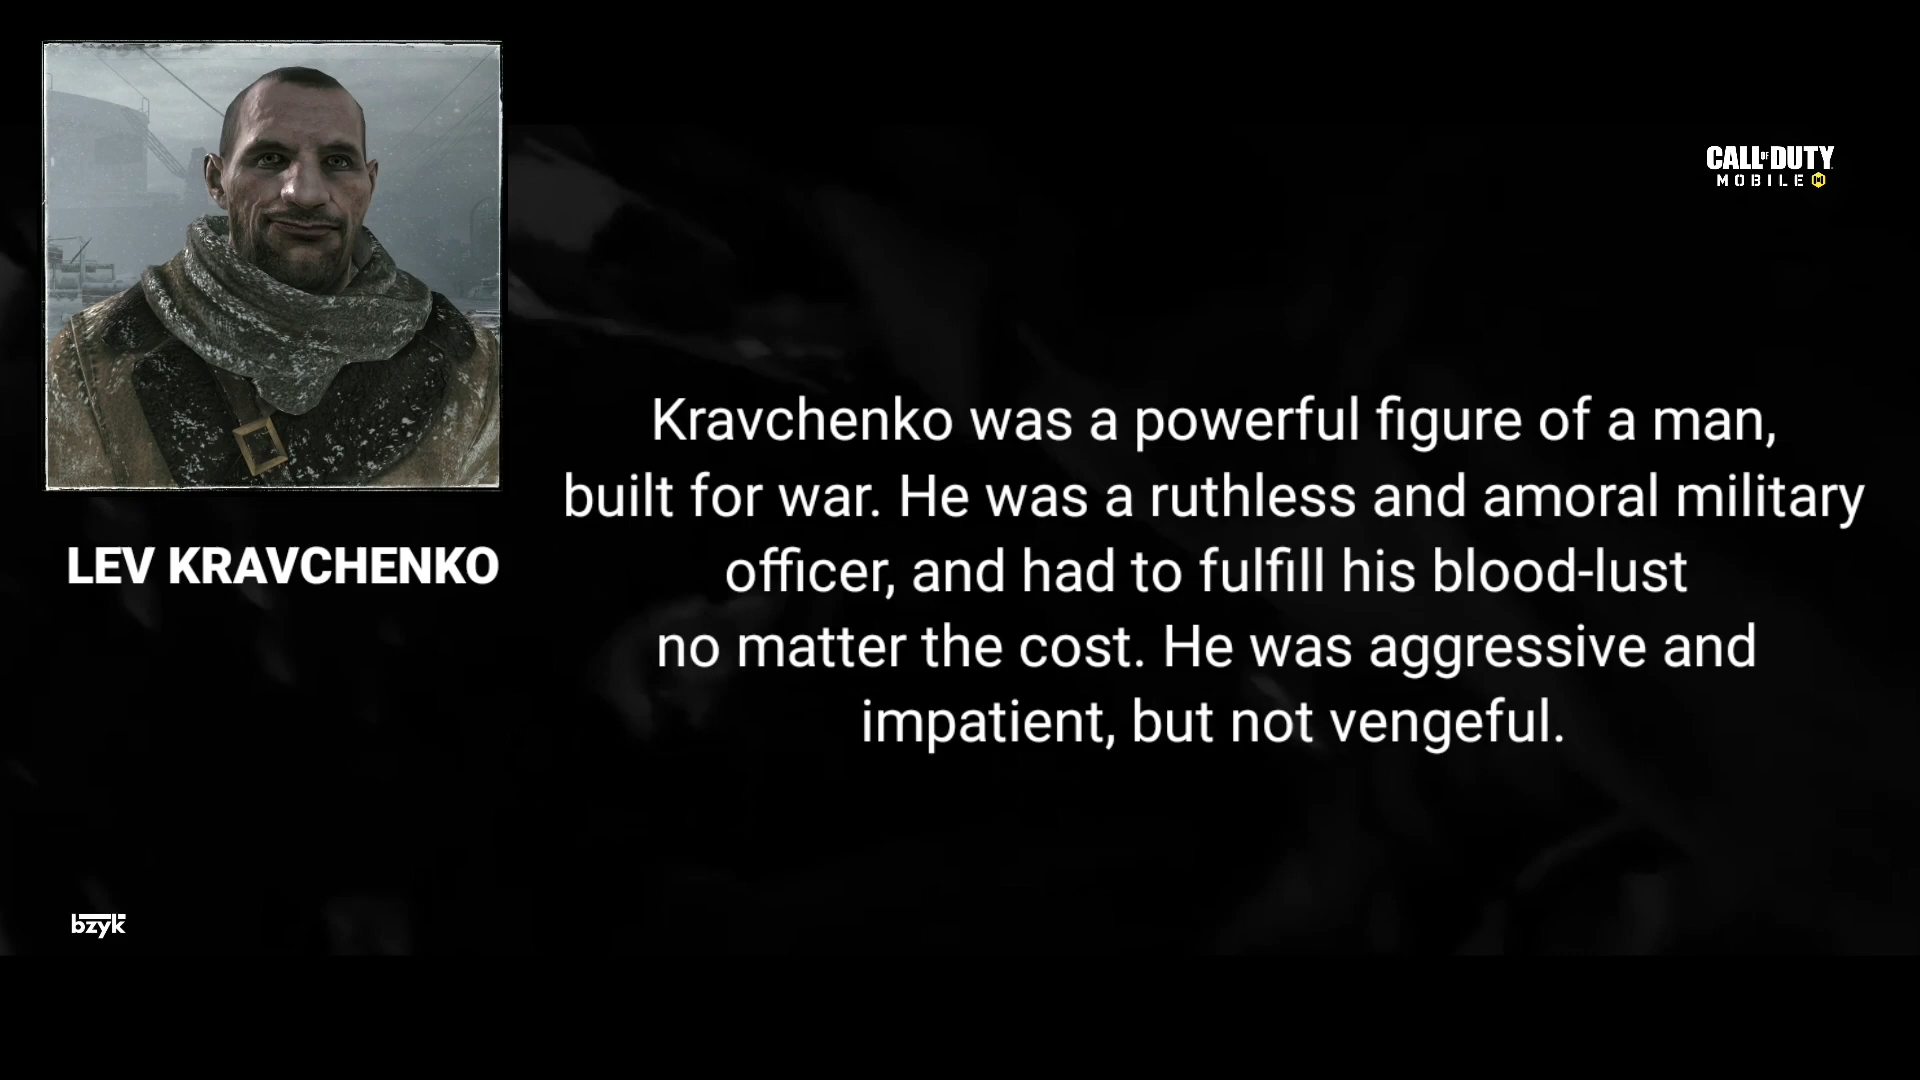 CALL OF DUTY
MOBILE
LEV KRAVCHENKO
Kravchenko was a powerful figure of a man,
built for war. He was a ruthless and amoral military
officer, and had to fulfill his blood-lust
no matter the cost. He was aggressive and
impatient, but not vengeful.
bzyk